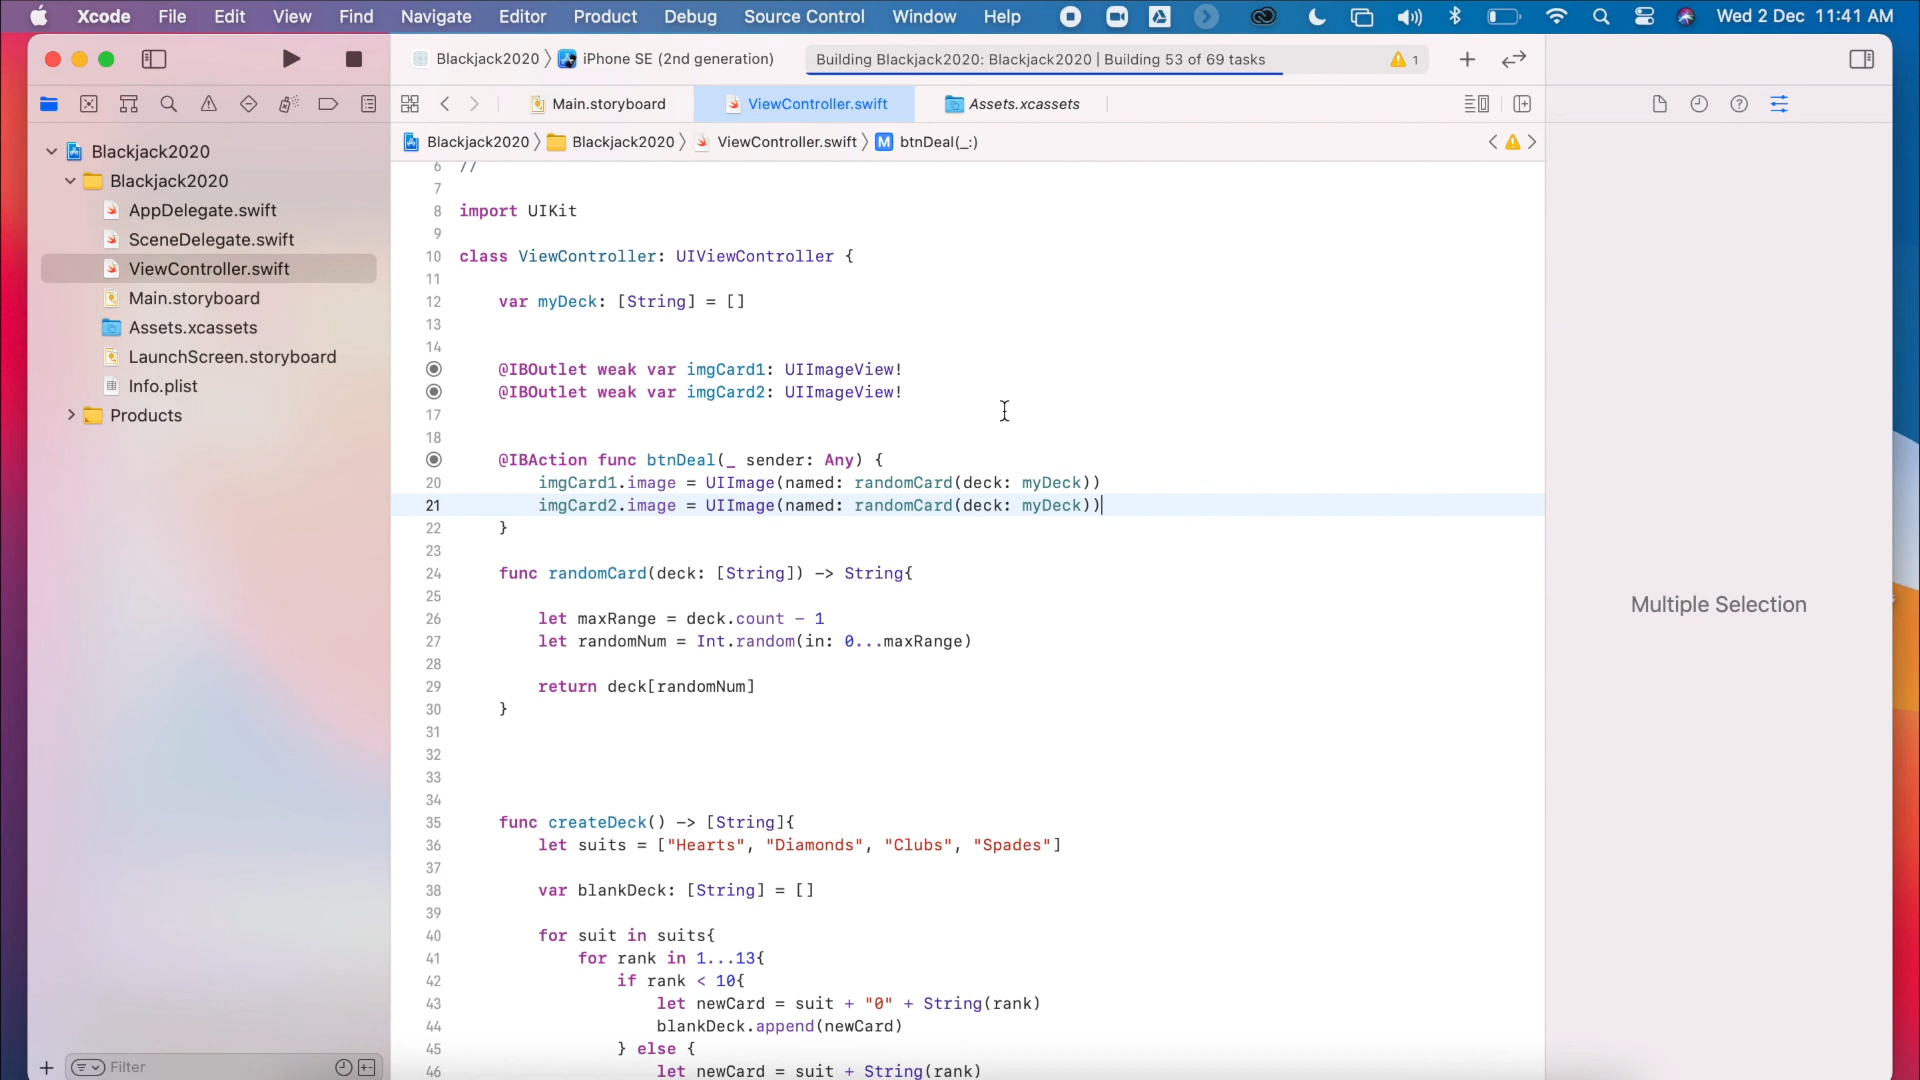 Xcode File Edit View Find Navigate Editor Product Debug Source Control Window Help Wed 2 Dec 11:41 AM
Blackjack2020 〉 iPhone SE (2nd generation) Building Blackjack2020: Blackjack2020 | Building 53 of 69 tasks 1
Main.storyboard ViewController.swift Assets.xcassets
Blackjack2020 〉 Blackjack2020 〉 ViewController.swift 〉 M btnDeal(_:)
Blackjack2020
Blackjack2020
AppDelegate.swift
SceneDelegate.swift
ViewController.swift
Main.storyboard
Assets.xcassets
LaunchScreen.storyboard
Info.plist
Products
Filter
6 //
7
8 import UIKit
9
10 class ViewController: UIViewController {
11
12 var myDeck: [String] = []
13
14
@IBOutlet weak var imgCard1: UIImageView!
@IBOutlet weak var imgCard2: UIImageView!
17
18
@IBAction func btnDeal(_ sender: Any) {
20 imgCard1.image = UIImage(named: randomCard(deck: myDeck))
21 imgCard2.image = UIImage(named: randomCard(deck: myDeck))
22 }
23
24 func randomCard(deck: [String]) -> String{
25
26 let maxRange = deck.count - 1
27 let randomNum = Int.random(in: 0...maxRange)
28
29 return deck[randomNum]
30 }
31
32
33
34
35 func createDeck() -> [String]{
36 let suits = ["Hearts", "Diamonds", "Clubs", "Spades"]
37
38 var blankDeck: [String] = []
39
40 for suit in suits{
41 for rank in 1...13{
42 if rank < 10{
43 let newCard = suit + "0" + String(rank)
44 blankDeck.append(newCard)
45 } else {
46 let newCard = suit + String(rank)
Multiple Selection